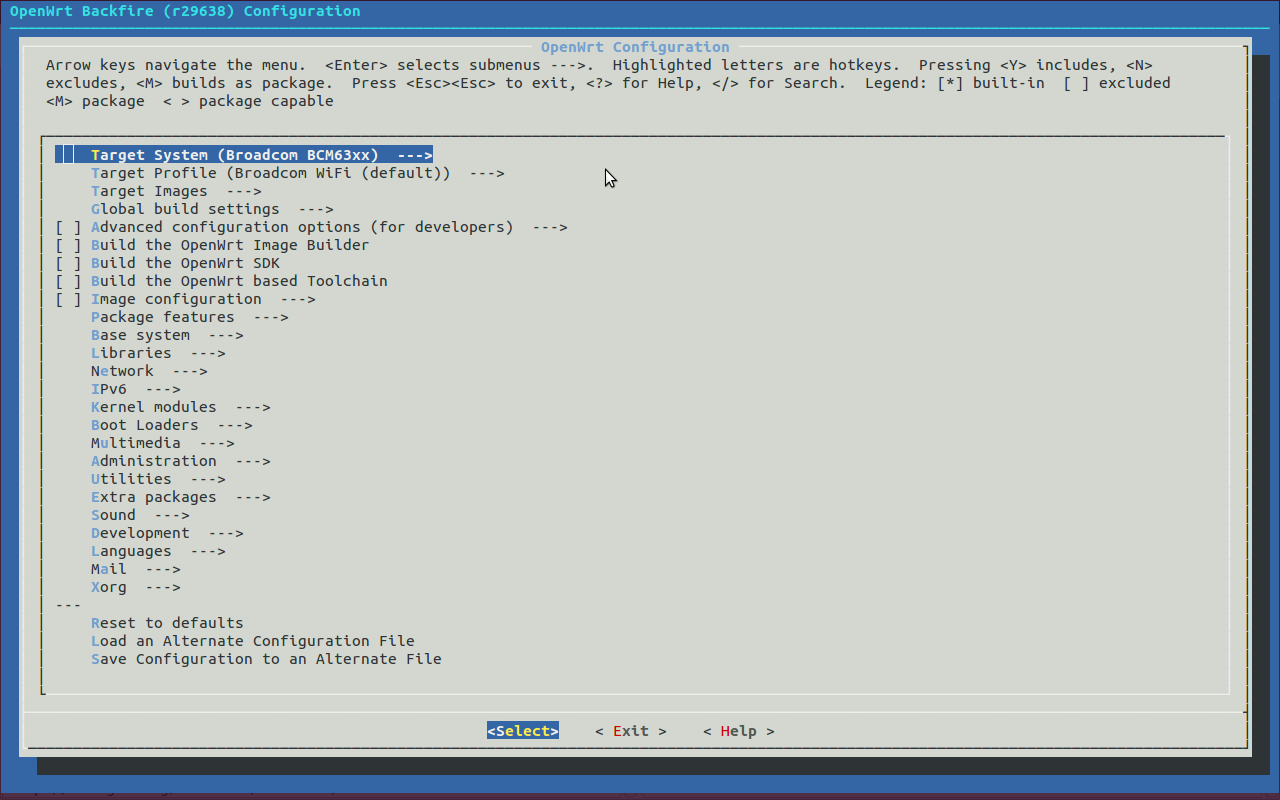 OpenWrt Backfire (r29638) Configuration
OpenWrt Configuration
Arrow keys navigate the menu.  <Enter> selects submenus --->.  Highlighted letters are hotkeys.  Pressing <Y> includes, <N>
excludes, <M> builds as package.  Press <Esc><Esc> to exit, <?> for Help, </> for Search.  Legend: [*] built-in  [ ] excluded
<M> package  < > package capable
Target System (Broadcom BCM63xx)  --->
Target Profile (Broadcom WiFi (default))  --->
Target Images  --->
Global build settings  --->
[ ] Advanced configuration options (for developers)  --->
[ ] Build the OpenWrt Image Builder
[ ] Build the OpenWrt SDK
[ ] Build the OpenWrt based Toolchain
[ ] Image configuration  --->
Package features  --->
Base system  --->
Libraries  --->
Network  --->
IPv6  --->
Kernel modules  --->
Boot Loaders  --->
Multimedia  --->
Administration  --->
Utilities  --->
Extra packages  --->
Sound  --->
Development  --->
Languages  --->
Mail  --->
Xorg  --->
---
Reset to defaults
Load an Alternate Configuration File
Save Configuration to an Alternate File
<Select>    < Exit >    < Help >